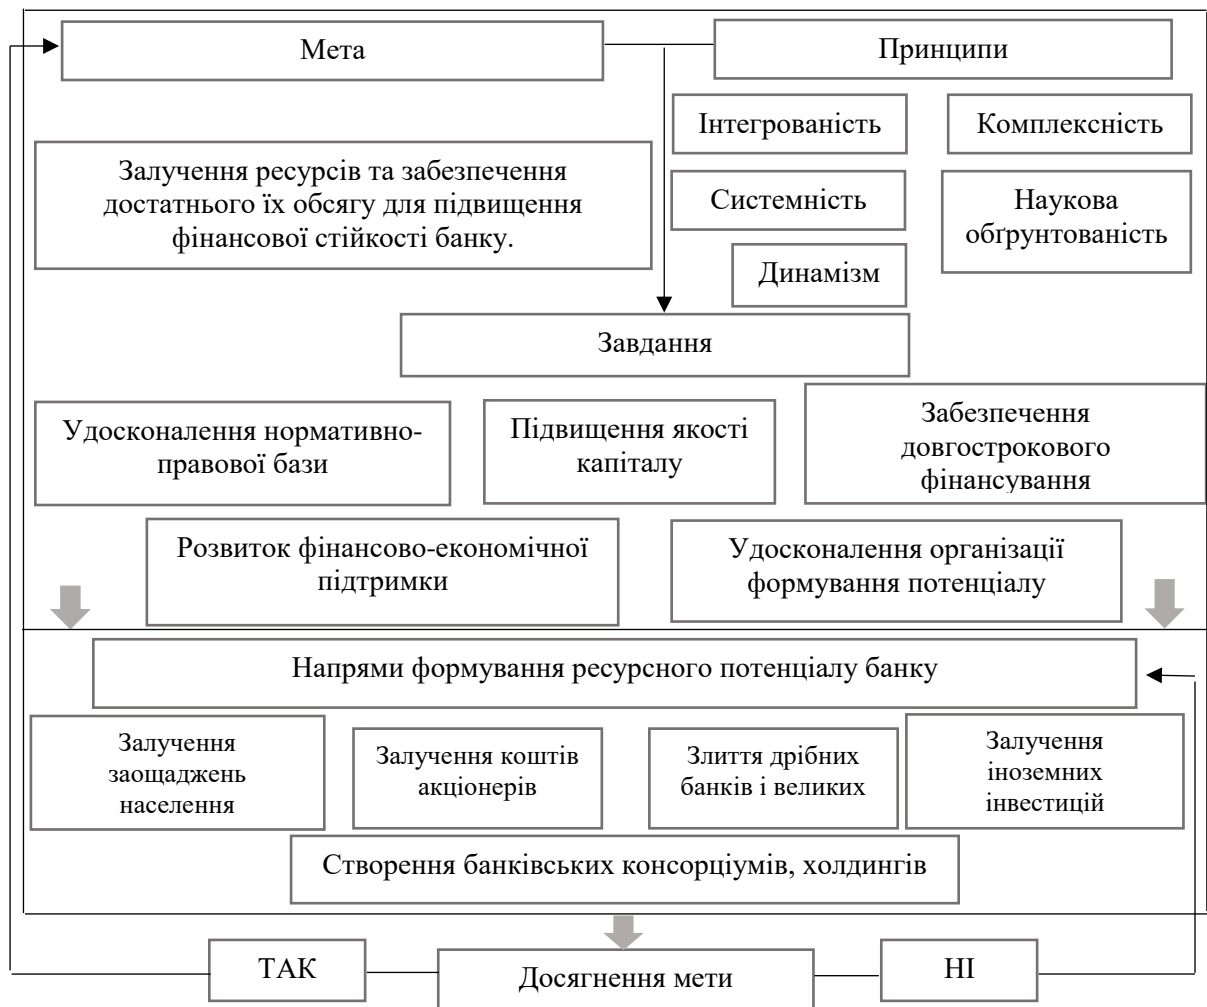 Мета
Принципи
Інтегрованість
Комплексність
Залучення ресурсів та забезпечення
достатнього їх обсягу для підвищення
фінансової стійкості банку.
Системність
Наукова
обґрунтованість
Динамізм
Завдання
Удосконалення нормативно-
правової бази
Підвищення якості
капіталу
Забезпечення
довгострокового
фінансування
Розвиток фінансово-економічної
підтримки
Удосконалення організації
формування потенціалу
Напрями формування ресурсного потенціалу банку
Залучення
заощаджень
населення
Залучення коштів
акціонерів
Злиття дрібних
банків і великих
Залучення
іноземних
інвестицій
Створення банківських консорціумів, холдингів
ТАК
Досягнення мети
НІ